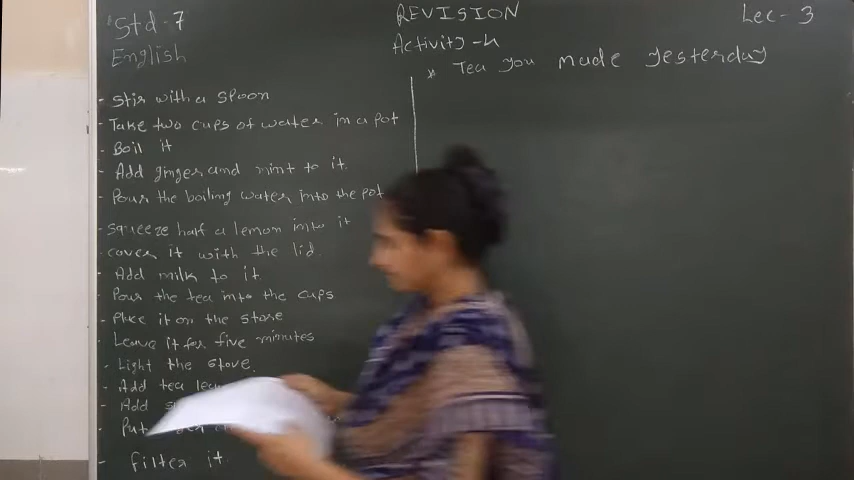 Std-7
English
REVISION
Activity-4
Lec-3
* Tea you made yesterday
- Stir with a spoon
- Take two cups of water in a pot
- Boil it
- Add ginger and mint to it.
- Pour the boiling water into the pot
- Squeeze half a lemon into it
- cover it with the lid.
- Add milk to it
- Pour the tea into the cups
- Place it on the stove
- Leave it for five minutes
- Light the stove.
- Add tea
- Add
- Put
- filter it